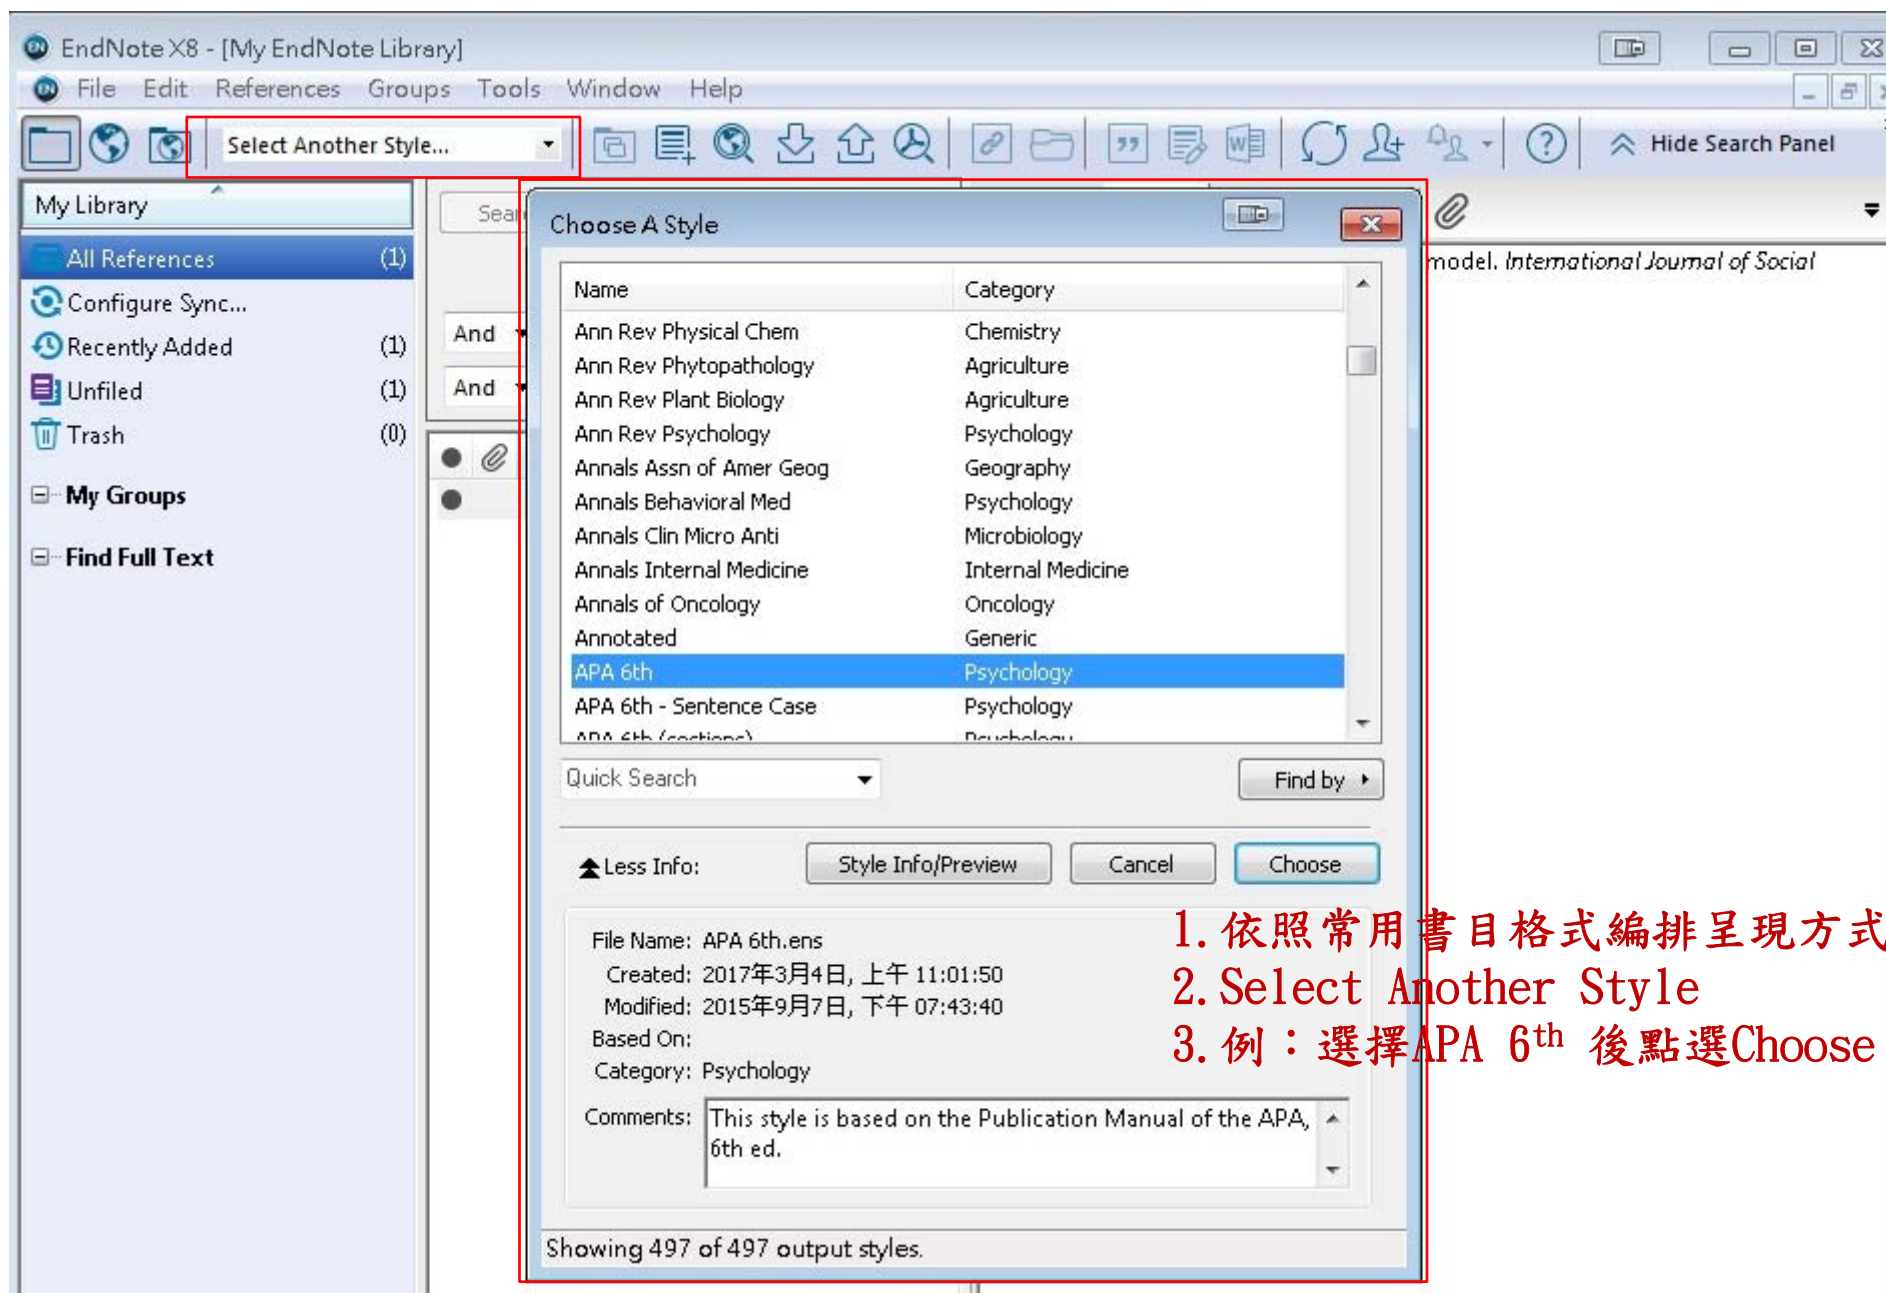 EndNote X8 - [My EndNote Library]
File Edit References Groups Tools Window Help
Select Another Style...
Hide Search Panel
My Library
All References (1)
Configure Sync...
Recently Added (1)
Unfiled (1)
Trash (0)
My Groups
Find Full Text
And
And
model. International Journal of Social
Choose A Style
Name Category
Ann Rev Physical Chem Chemistry
Ann Rev Phytopathology Agriculture
Ann Rev Plant Biology Agriculture
Ann Rev Psychology Psychology
Annals Assn of Amer Geog Geography
Annals Behavioral Med Psychology
Annals Clin Micro Anti Microbiology
Annals Internal Medicine Internal Medicine
Annals of Oncology Oncology
Annotated Generic
APA 6th Psychology
APA 6th - Sentence Case Psychology
APA 6th (sections) Psychology
Quick Search
Find by
Less Info:
Style Info/Preview
Cancel
Choose
File Name: APA 6th.ens
Created: 2017年3月4日, 上午 11:01:50
Modified: 2015年9月7日, 下午 07:43:40
Based On:
Category: Psychology
Comments: This style is based on the Publication Manual of the APA,
6th ed.
Showing 497 of 497 output styles.
1.依照常用書目格式編排呈現方式
2.Select Another Style
3.例：選擇APA 6th 後點選Choose